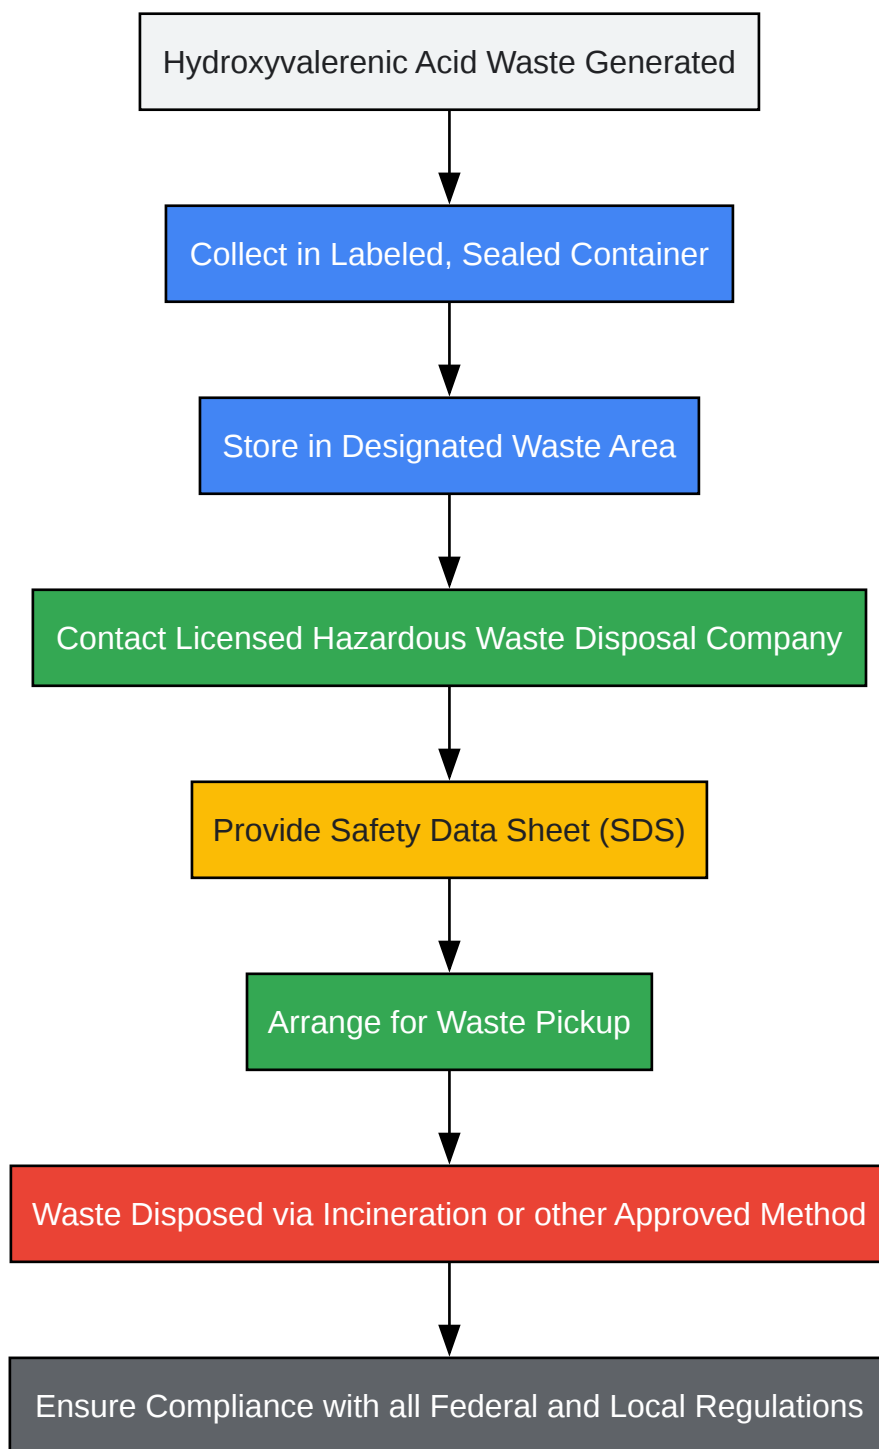 Hydroxyvalerenic Acid Waste Generated
Collect in Labeled, Sealed Container
Store in Designated Waste Area
Contact Licensed Hazardous Waste Disposal Company
Provide Safety Data Sheet (SDS)
Arrange for Waste Pickup
Waste Disposed via Incineration or other Approved Method
Ensure Compliance with all Federal and Local Regulations